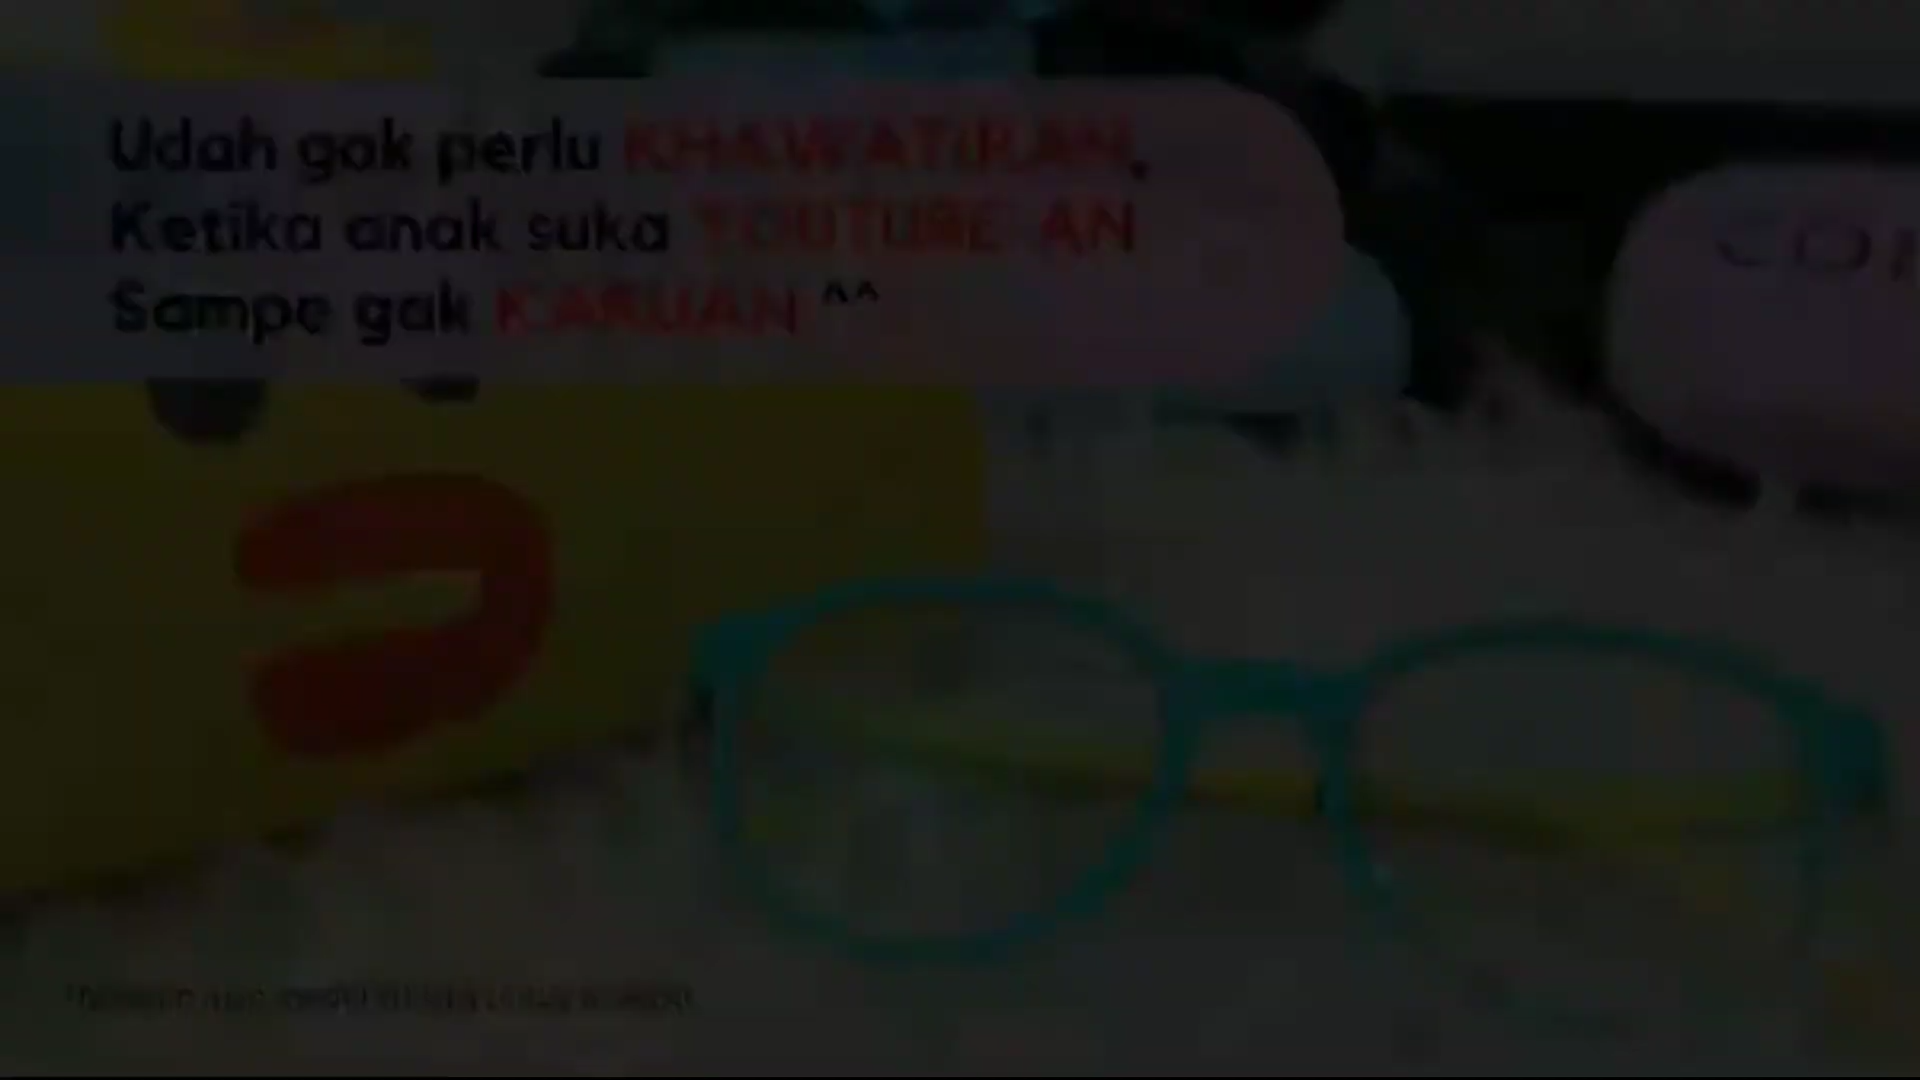 Udah gak perlu KHAWATIRAN,
Ketika anak suka YOUTUBE AN
Sampe gak KARUAN ^^